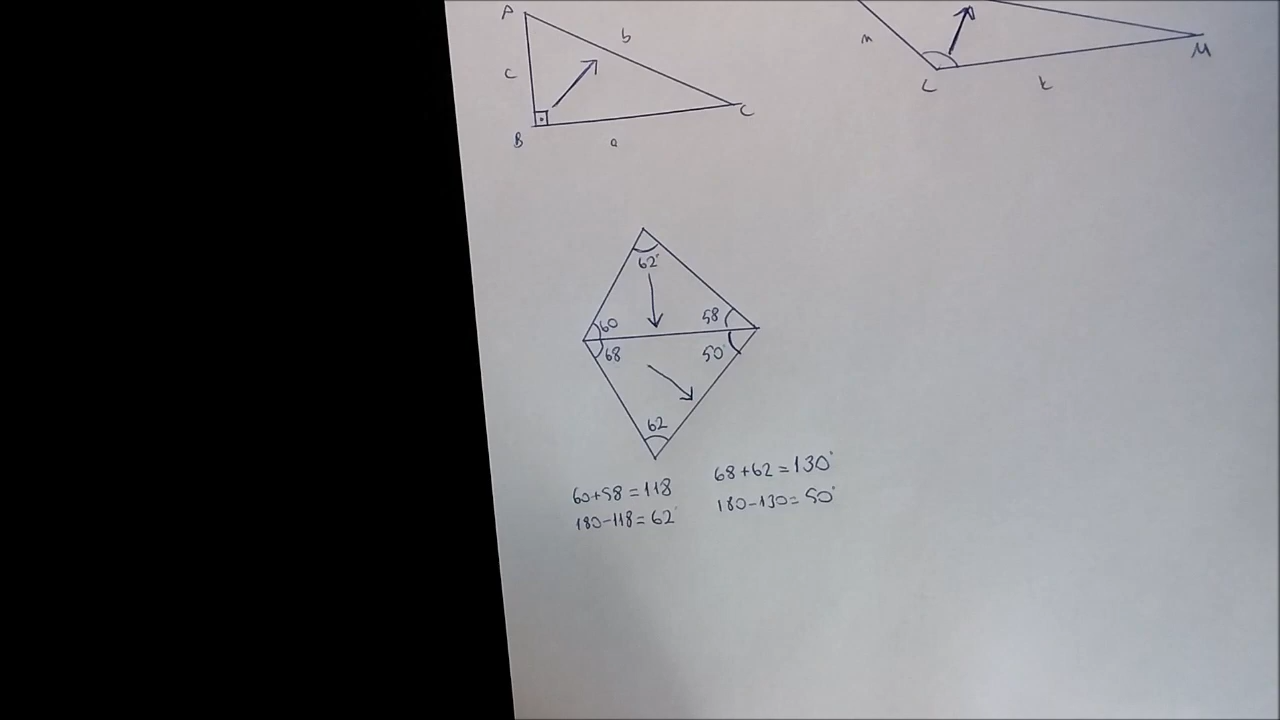 A
b
c
B
a
C
m
L
k
M
62°
60
58
68
50°
62
60+58=118
180-118=62°
68+62=130°
180-130=50°